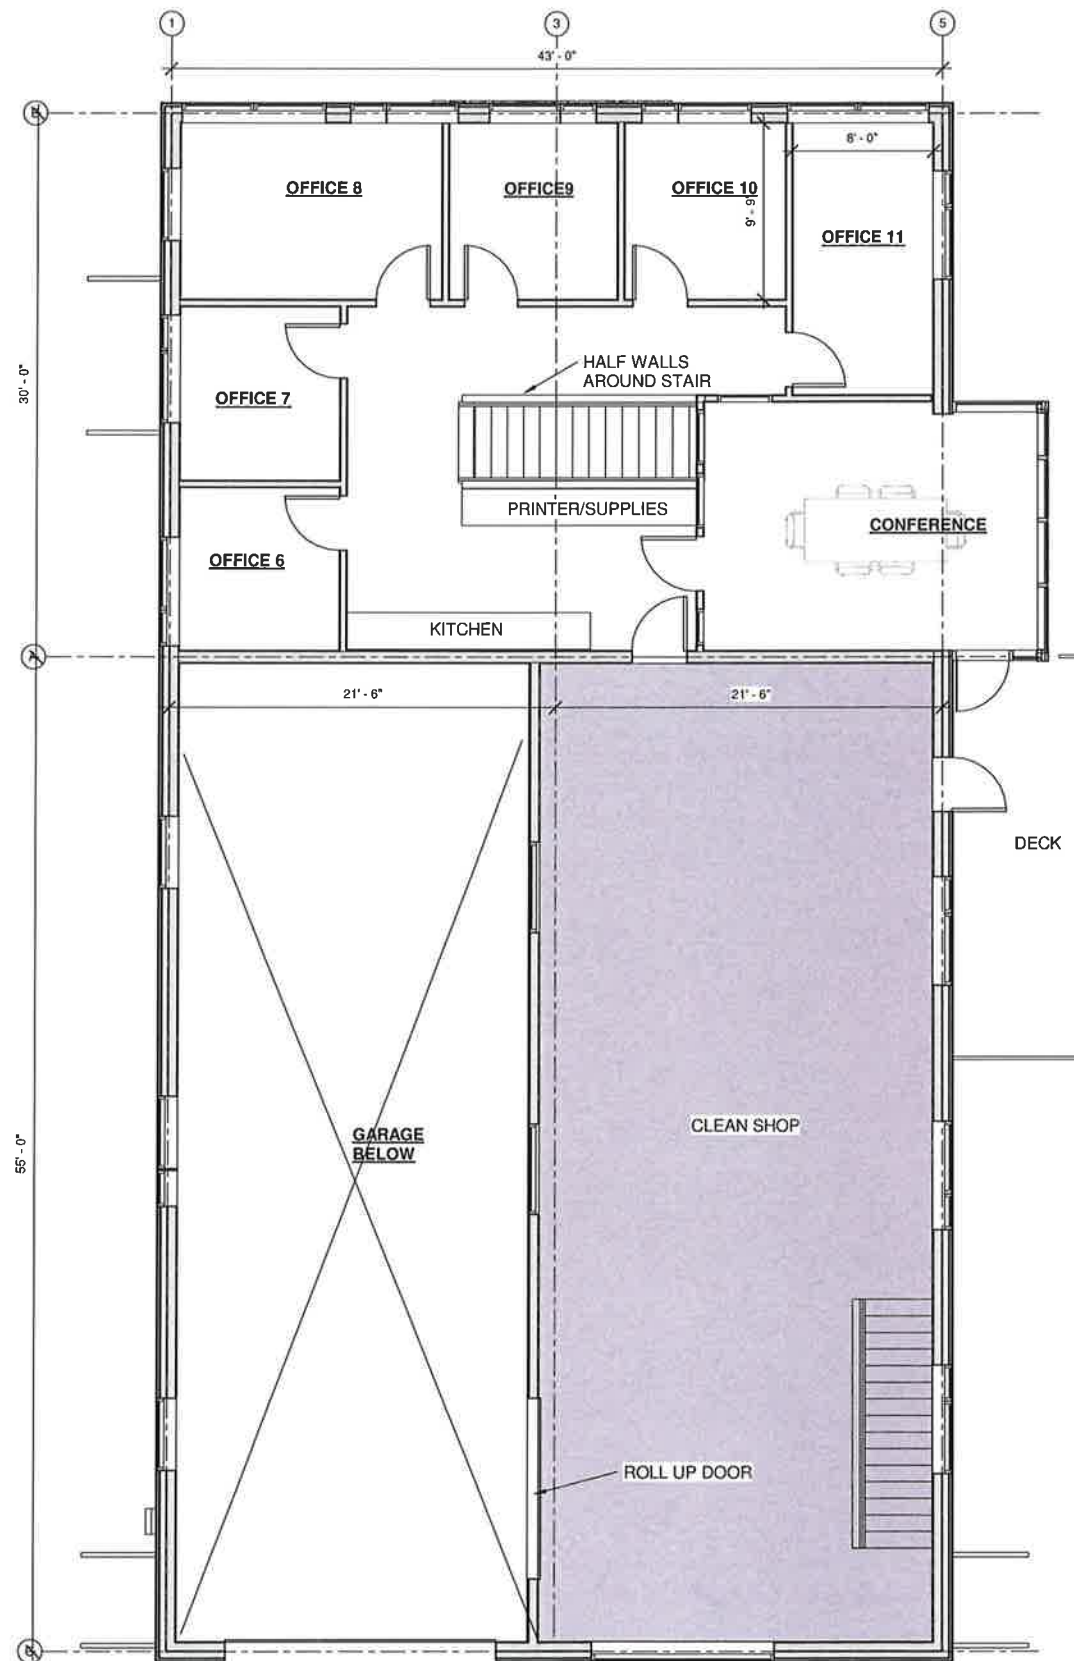 1
3
5
43' - 0"
8' - 0"
OFFICE 8
OFFICE9
OFFICE 10
9' - 9"
OFFICE 11
30' - 0"
HALF WALLS
AROUND STAIR
OFFICE 7
PRINTER/SUPPLIES
CONFERENCE
OFFICE 6
KITCHEN
21' - 6"
21' - 6"
DECK
CLEAN SHOP
GARAGE
BELOW
55' - 0"
ROLL UP DOOR